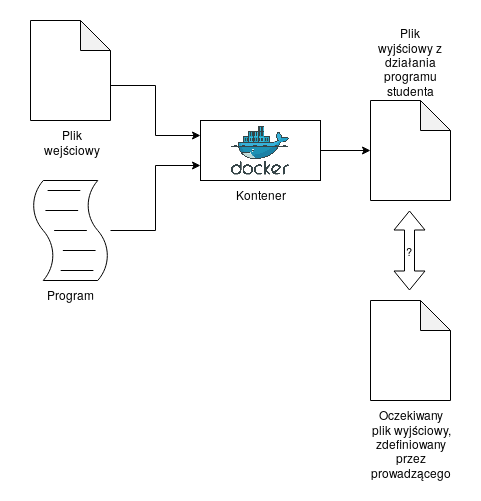 Plik
wyjściowy z
działania
programu
studenta
Plik
wejściowy
docker
Kontener
?
Program
Oczekiwany
plik wyjściowy,
zdefiniowany
przez
prowadzącego